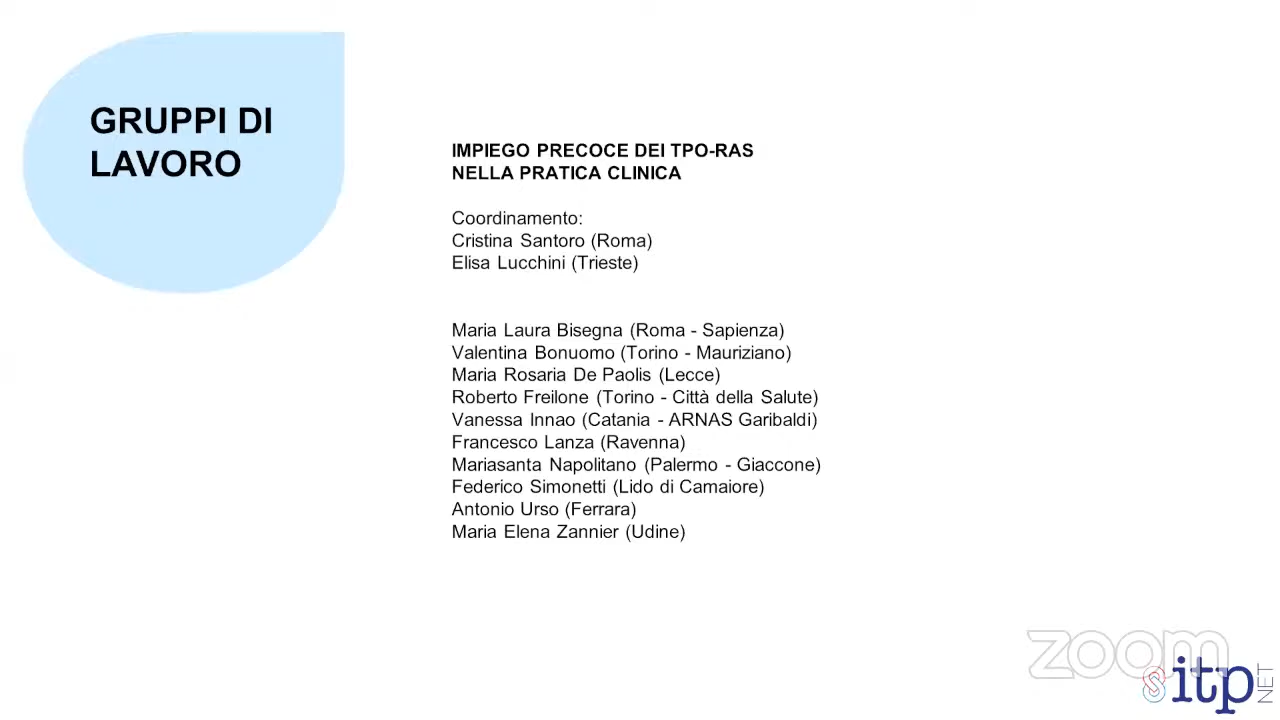 GRUPPI DI
LAVORO
IMPIEGO PRECOCE DEI TPO-RAS
NELLA PRATICA CLINICA
Coordinamento:
Cristina Santoro (Roma)
Elisa Lucchini (Trieste)
Maria Laura Bisegna (Roma - Sapienza)
Valentina Bonuomo (Torino - Mauriziano)
Maria Rosaria De Paolis (Lecce)
Roberto Freilone (Torino - Città della Salute)
Vanessa Innao (Catania - ARNAS Garibaldi)
Francesco Lanza (Ravenna)
Mariasanta Napolitano (Palermo - Giaccone)
Federico Simonetti (Lido di Camaiore)
Antonio Urso (Ferrara)
Maria Elena Zannier (Udine)
zoom
itp NET